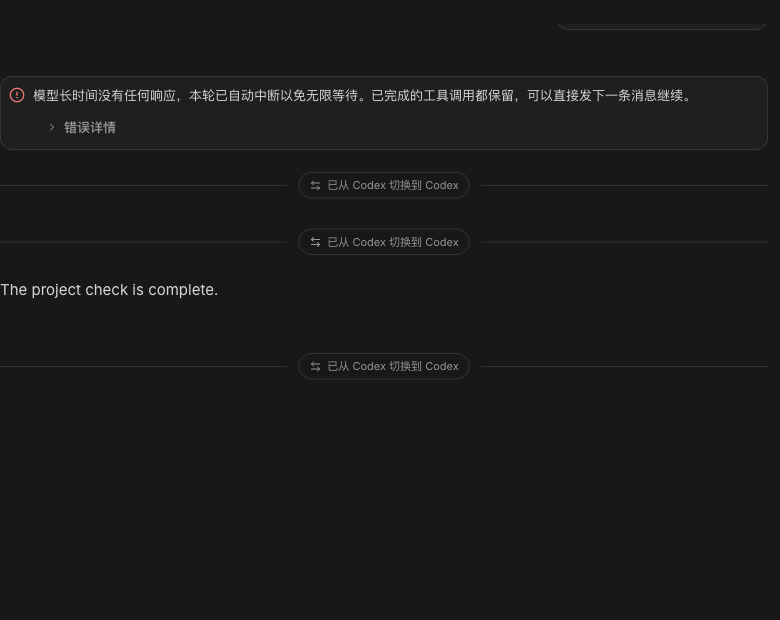 模型长时间没有任何响应，本轮已自动中断以免无限等待。已完成的工具调用都保留，可以直接发下一条消息继续。
错误详情
已从 Codex 切换到 Codex
已从 Codex 切换到 Codex
The project check is complete.
已从 Codex 切换到 Codex